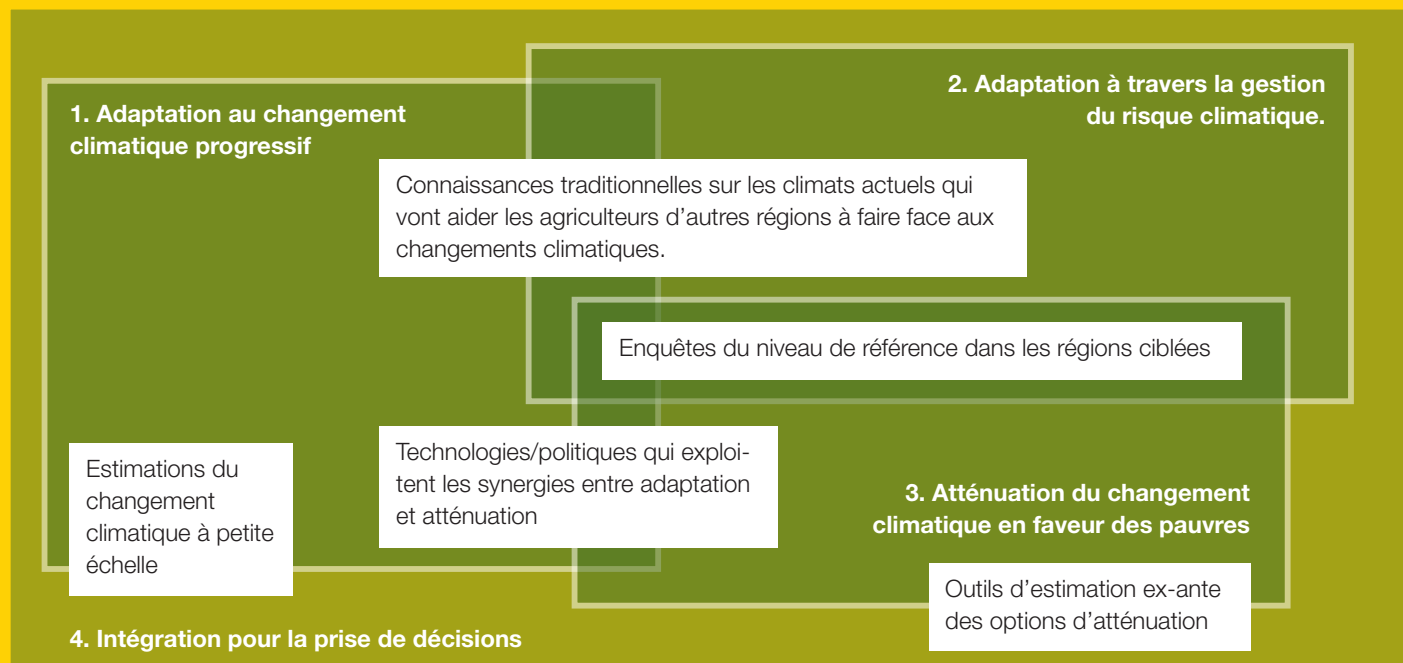 1. Adaptation au changement
climatique progressif
2. Adaptation à travers la gestion
du risque climatique.
Connaissances traditionnelles sur les climats actuels qui
vont aider les agriculteurs d’autres régions à faire face aux
changements climatiques.
Enquêtes du niveau de référence dans les régions ciblées
Estimations du
changement
climatique à petite
échelle
Technologies/politiques qui exploi-
tent les synergies entre adaptation
et atténuation
3. Atténuation du changement
climatique en faveur des pauvres
Outils d’estimation ex-ante
des options d’atténuation
4. Intégration pour la prise de décisions